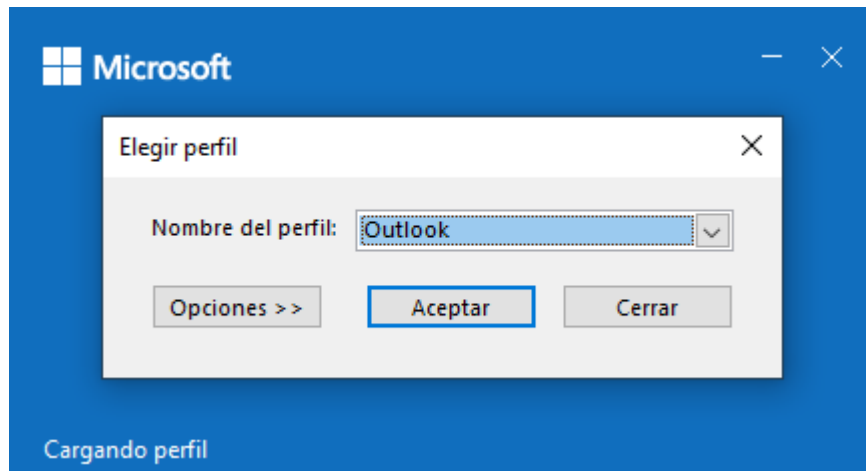 Microsoft
Elegir perfil
Nombre del perfil: Outlook
Opciones >> Aceptar Cerrar
Cargando perfil